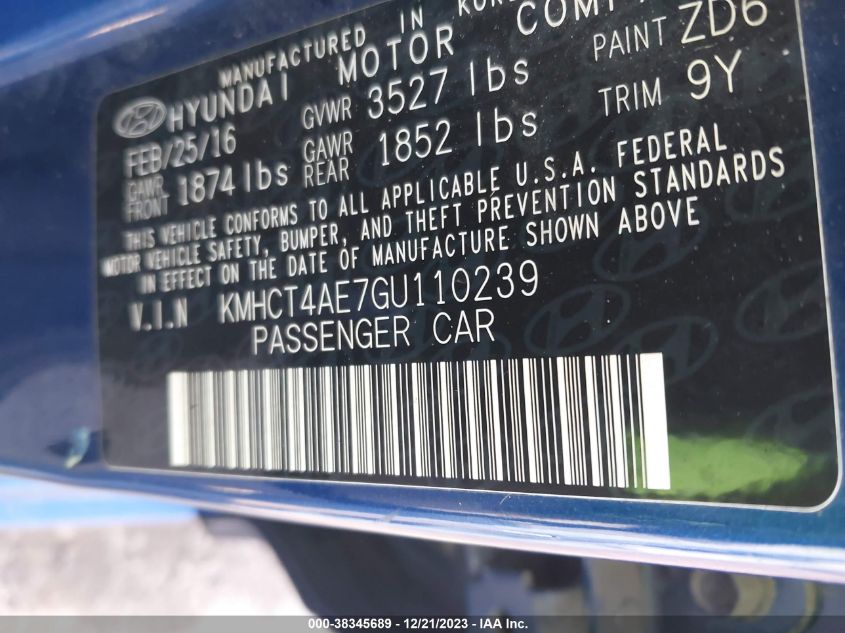 MANUFACTURED IN KORE
HYUNDAI MOTOR COMP
FEB/25/16 GVWR 3527 lbs PAINT ZD6
GAWR FRONT 1874 lbs GAWR REAR 1852 lbs TRIM 9Y
THIS VEHICLE CONFORMS TO ALL APPLICABLE U.S.A. FEDERAL
MOTOR VEHICLE SAFETY, BUMPER, AND THEFT PREVENTION STANDARDS
IN EFFECT ON THE DATE OF MANUFACTURE SHOWN ABOVE
V.I.N KMHCT4AE7GU110239
PASSENGER CAR
000-38345689 - 12/21/2023 - IAA Inc.